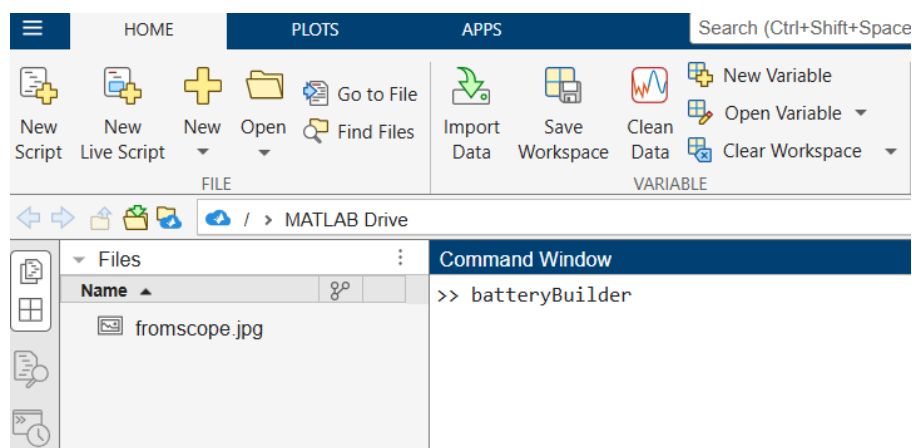 HOME PLOTS APPS Search (Ctrl+Shift+Space
New Script
New Live Script
New
Open
Go to File
Find Files
Import Data
Save Workspace
Clean Data
New Variable
Open Variable
Clear Workspace
FILE VARIABLE
/ > MATLAB Drive
Files
Name
fromscope.jpg
Command Window
>> batteryBuilder